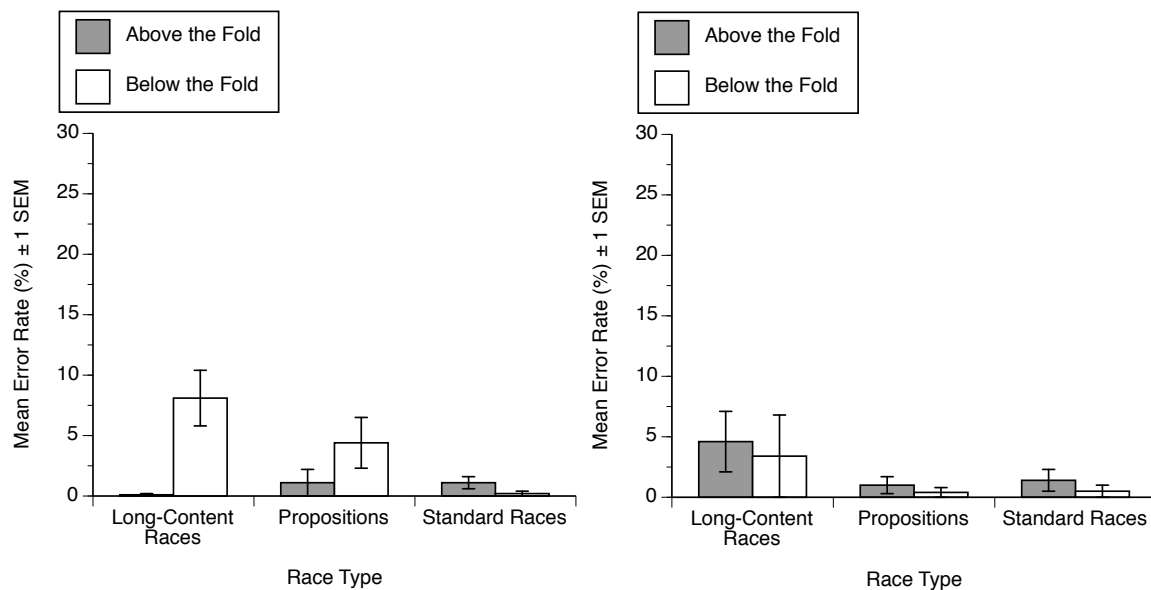 Above the Fold
Below the Fold
30
25
20
15
10
5
0
Mean Error Rate (%) ± 1 SEM
Long-Content
Races
Propositions
Standard Races
Race Type
Above the Fold
Below the Fold
30
25
20
15
10
5
0
Mean Error Rate (%) ± 1 SEM
Long-Content
Races
Propositions
Standard Races
Race Type